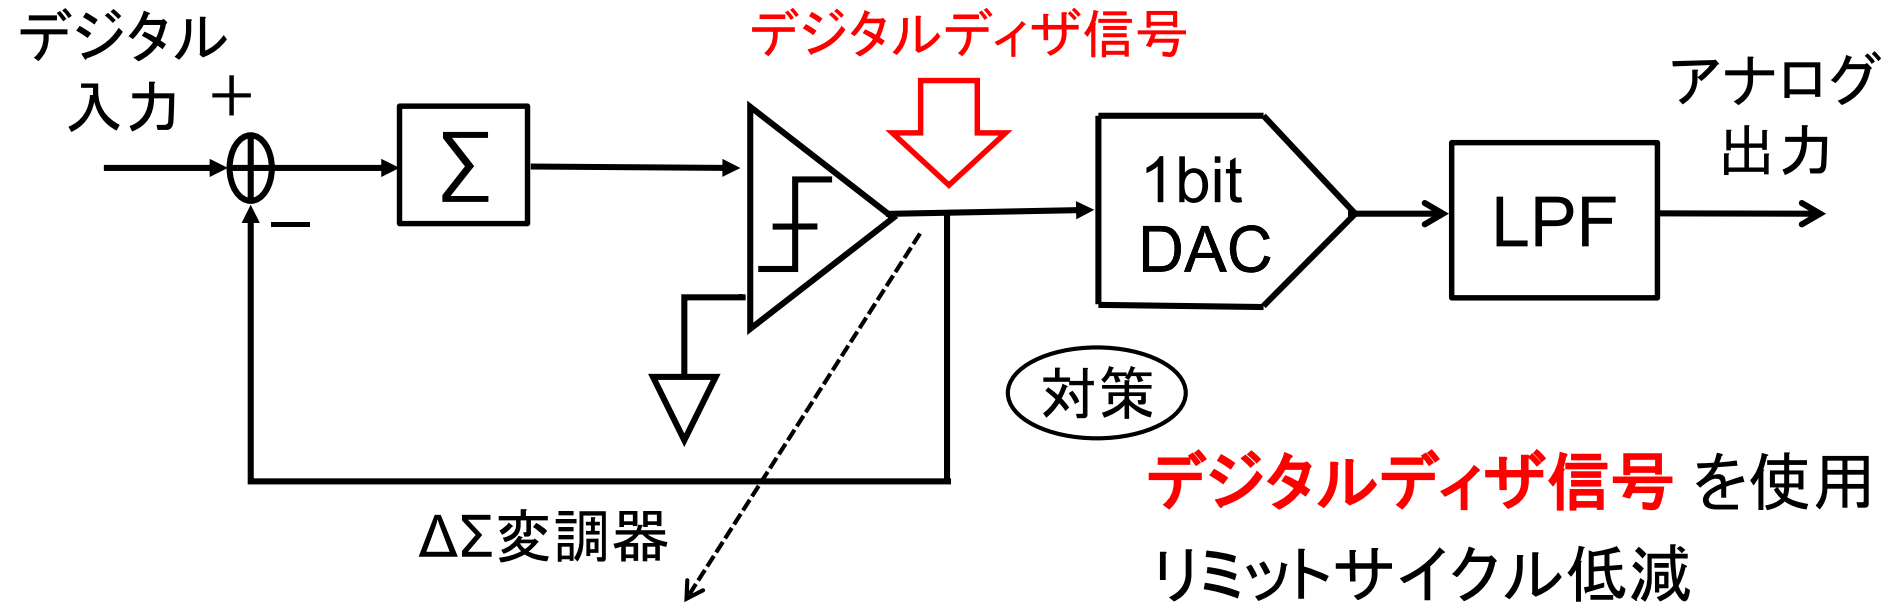 デジタル
入力
+
−
Σ
デジタルディザ信号
1bit
DAC
LPF
アナログ
出力
対策
ΔΣ変調器
デジタルディザ信号を使用
リミットサイクル低減